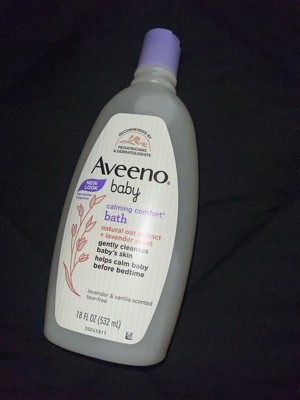 RECOMMENDED BY
PEDIATRICIANS
& DERMATOLOGISTS
Aveeno®
NEW
LOOK
baby
calming comfort®
bath
natural oat extract
+ lavender scent
gently cleanses
baby's skin
helps calm baby
before bedtime
lavender & vanilla scented
tear-free
18 FL OZ (532 mL)